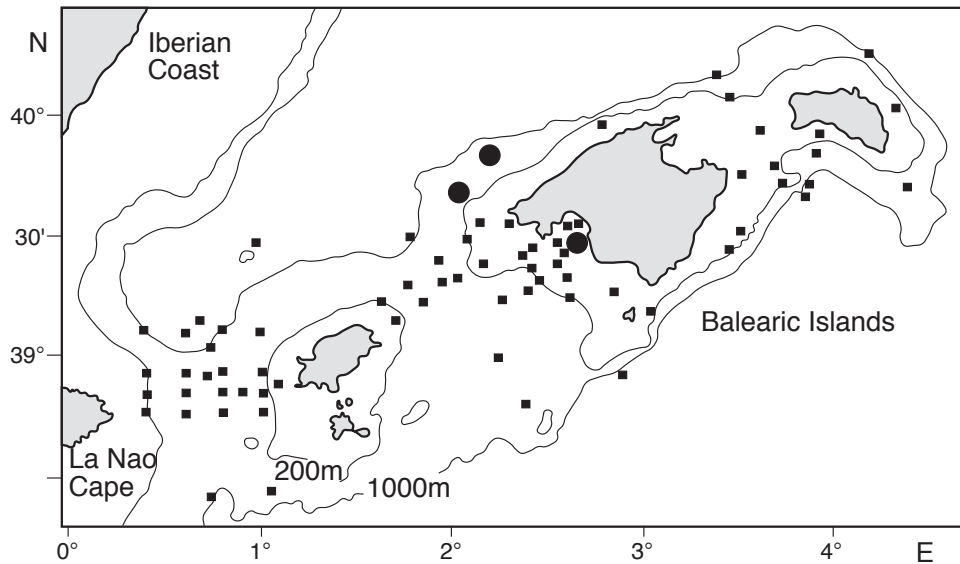 N
Iberian
Coast
40°
30'
Balearic Islands
39°
La Nao
Cape
200m
1000m
0°
1°
2°
3°
4°
E